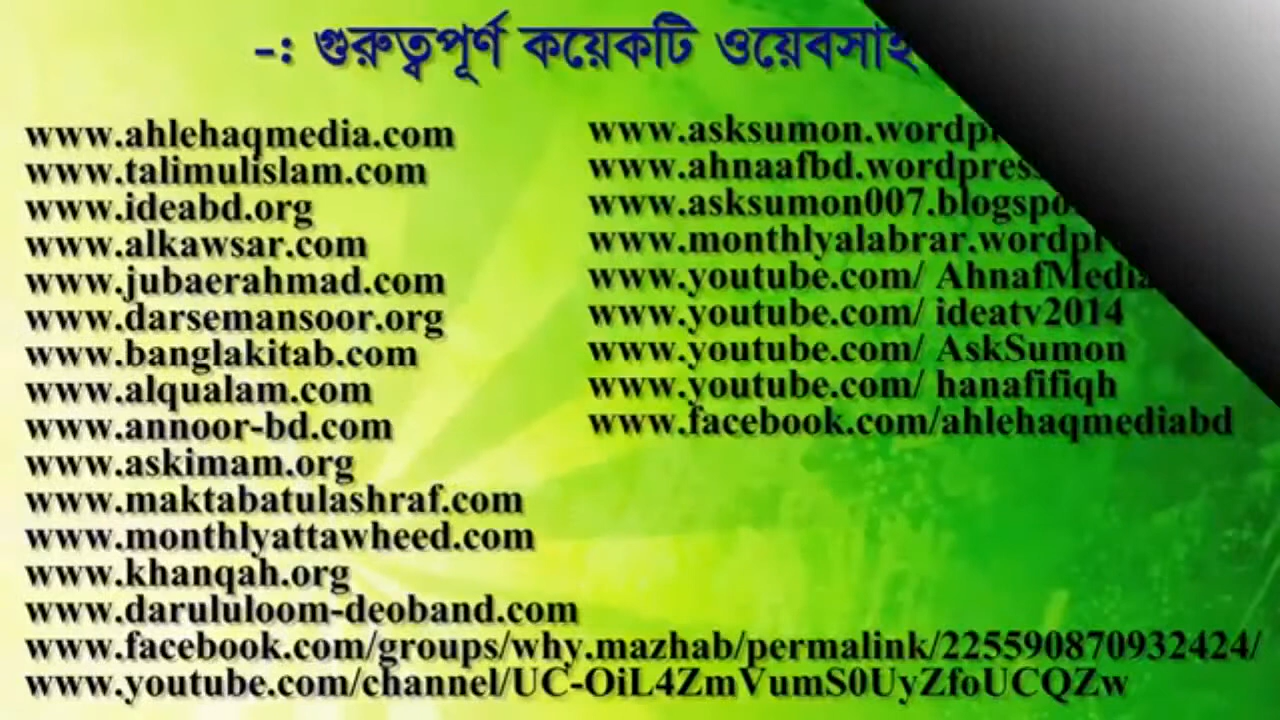 -: গুরুত্বপূর্ণ কয়েকটি ওয়েবসাই
www.ahlehaqmedia.com
www.talimulislam.com
www.ideabd.org
www.alkawsar.com
www.jubaerahmad.com
www.darsemansoor.org
www.banglakitab.com
www.alqualam.com
www.annoor-bd.com
www.askimam.org
www.maktabatulashraf.com
www.monthlyattawheed.com
www.khanqah.org
www.darululoom-deoband.com
www.facebook.com/groups/why.mazhab/permalink/225590870932424/
www.youtube.com/channel/UC-OiL4ZmVumS0UyZfoUCQZw
www.asksumon.wordpr
www.ahnaafbd.wordpress
www.asksumon007.blogspo
www.monthlyalabrar.wordpre
www.youtube.com/ AhnafMedia
www.youtube.com/ ideatv2014
www.youtube.com/ AskSumon
www.youtube.com/ hanafifiqh
www.facebook.com/ahlehaqmediabd